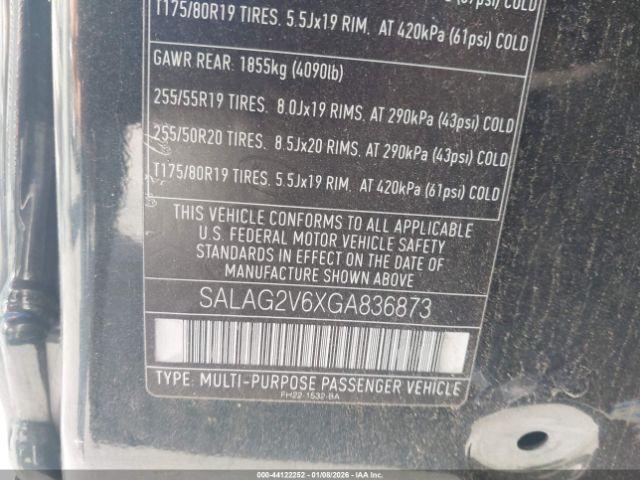 T175/80R19 TIRES. 5.5Jx19 RIM. AT 420kPa (61psi) COLD
GAWR REAR: 1855kg (4090lb)
255/55R19 TIRES. 8.0Jx19 RIMS, AT 290kPa (43psi) COLD
255/50R20 TIRES. 8.5Jx20 RIMS, AT 290kPa (43psi) COLD
T175/80R19 TIRES. 5.5Jx19 RIM, AT 420kPa (61psi) COLD
THIS VEHICLE CONFORMS TO ALL APPLICABLE
U.S. FEDERAL MOTOR VEHICLE SAFETY
STANDARDS IN EFFECT ON THE DATE OF
MANUFACTURE SHOWN ABOVE
SALAG2V6XGA836873
TYPE: MULTI-PURPOSE PASSENGER VEHICLE
FH22-1532-BA
000-44122252 | 01/08/2026 | IAA Inc. Copyright